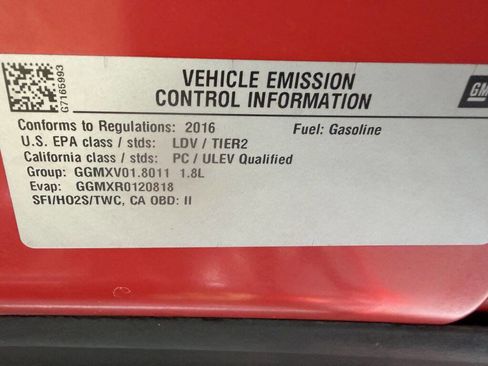 VEHICLE EMISSION
CONTROL INFORMATION
GM
G7165993
Conforms to Regulations: 2016 Fuel: Gasoline
U.S. EPA class / stds: LDV / TIER2
California class / stds: PC / ULEV Qualified
Group: GGMXV01.8011 1.8L
Evap: GGMXR0120818
SFI/HO2S/TWC, CA OBD: II